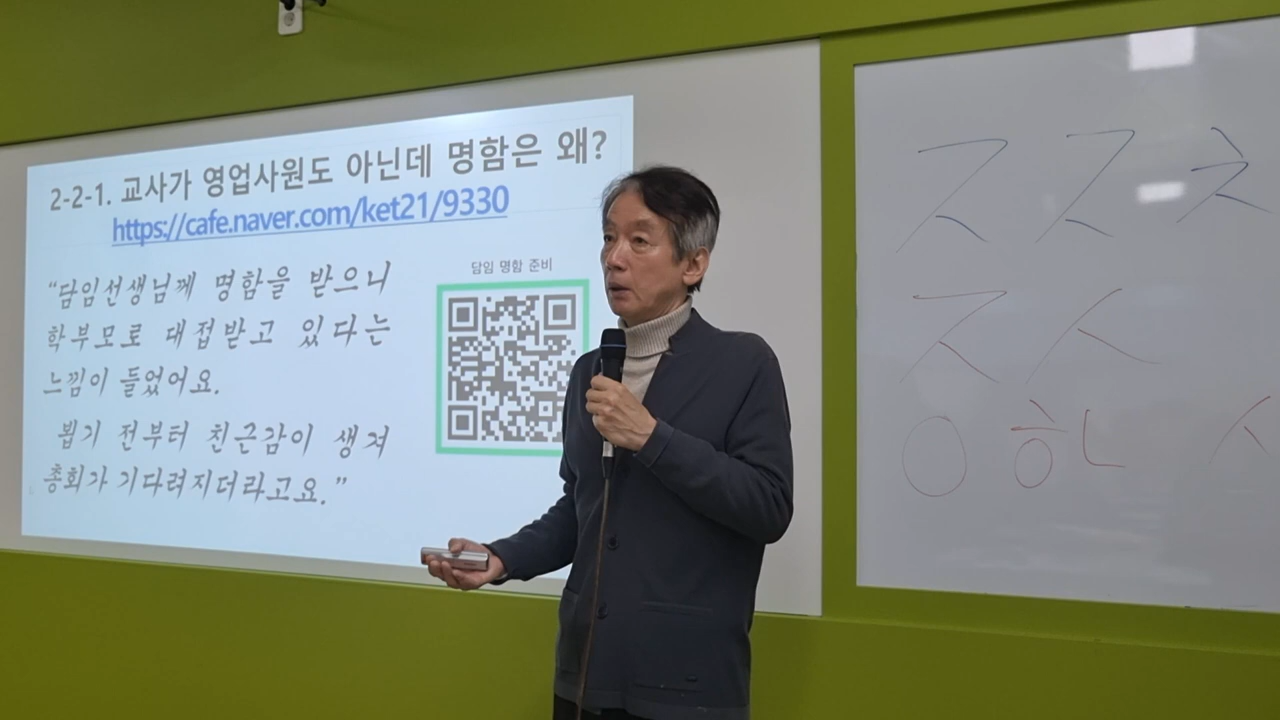 2-2-1. 교사가 영업사원도 아닌데 명함은 왜?
https://cafe.naver.com/ket21/9330
“담임선생님께 명함을 받으니
학부모로 대접받고 있다는
느낌이 들었어요.
뵙기 전부터 친근감이 생겨
총회가 기다려지더라고요.”
담임 명함 준비
ㅈ ㅈ ㅊ
ㅈ ㅅ
ㅇ 한 ㅅ